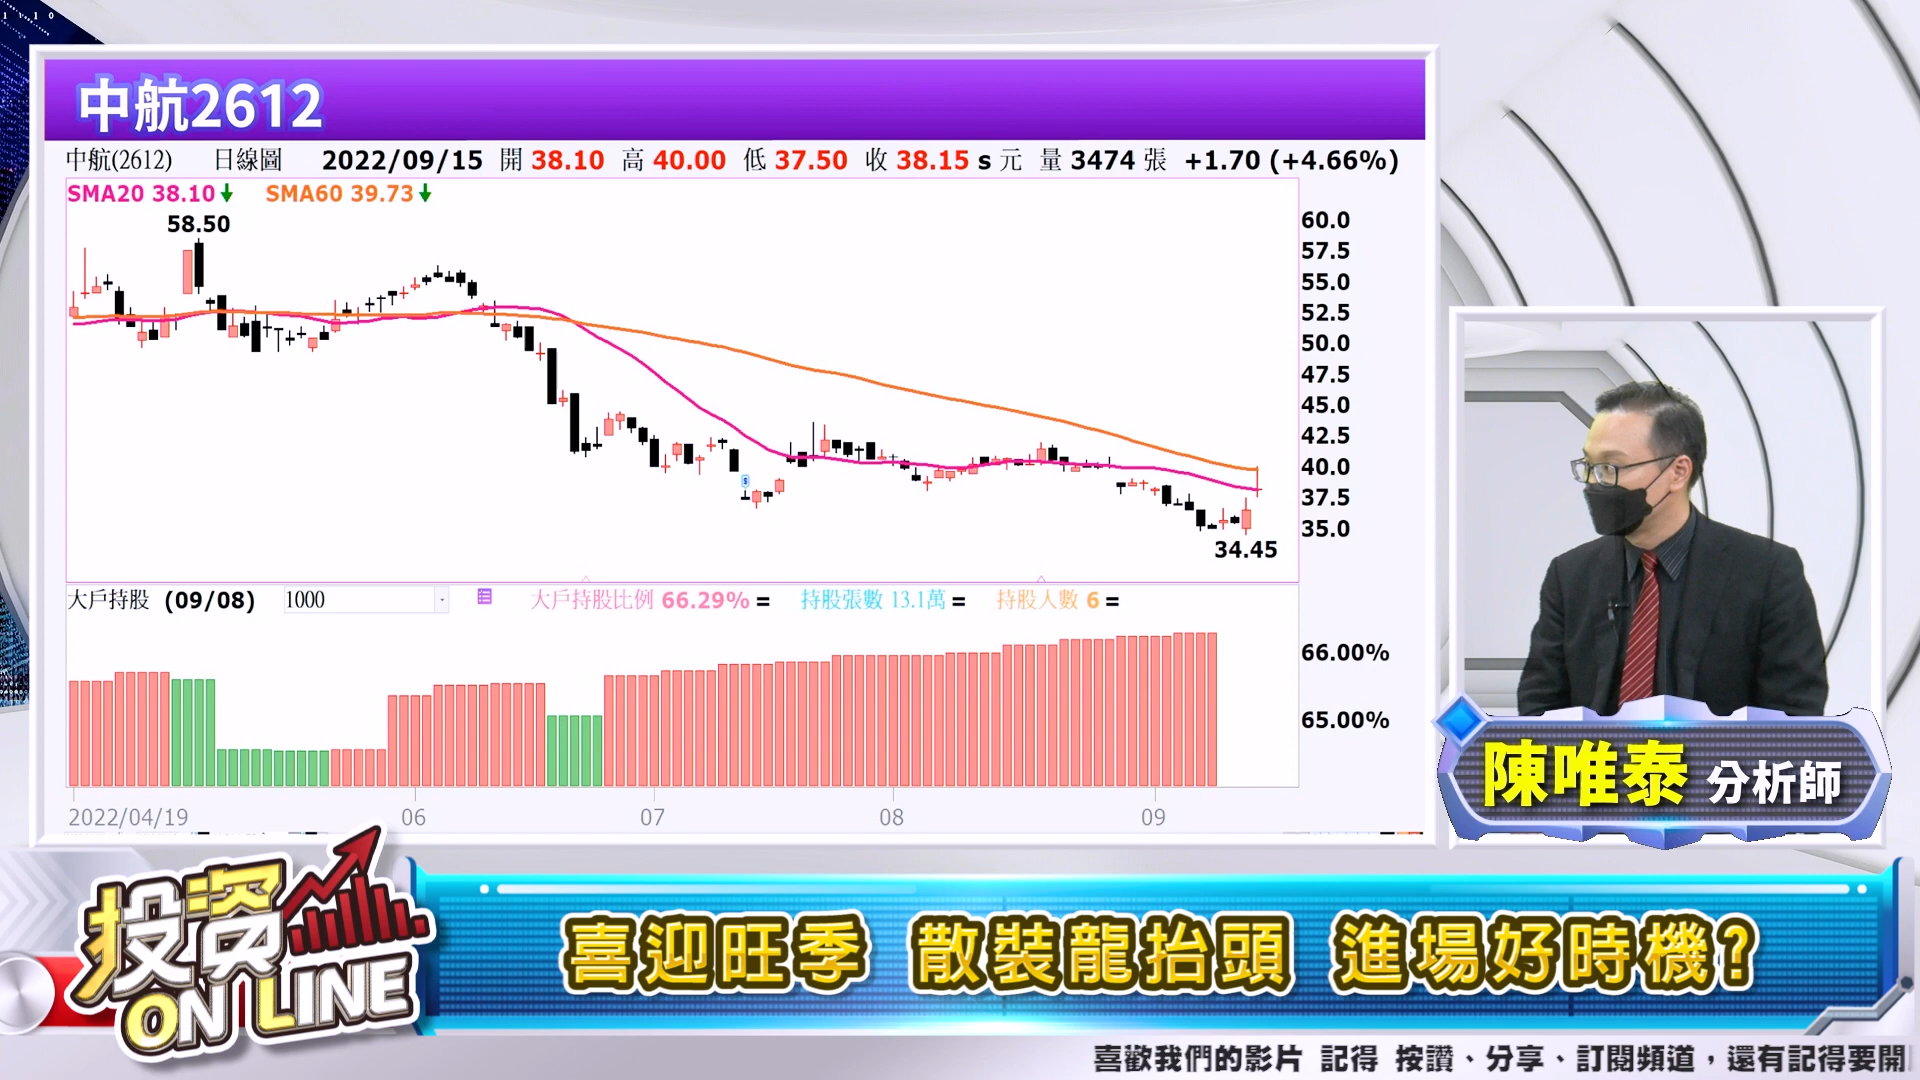 中航2612
中航(2612) 日線圖 2022/09/15 開 38.10 高 40.00 低 37.50 收 38.15 s 元 量 3474 張 +1.70 (+4.66%)
SMA20 38.10↓ SMA60 39.73↓
58.50
60.0
57.5
55.0
52.5
50.0
47.5
45.0
42.5
40.0
37.5
35.0
34.45
大戶持股 (09/08) 1000 大戶持股比例 66.29% = 持股張數 13.1萬 = 持股人數 6 =
66.00%
65.00%
2022/04/19 06 07 08 09
陳唯泰 分析師
投資
ON LINE
喜迎旺季 散裝龍抬頭 進場好時機?
喜歡我們的影片 記得 按讚、分享、訂閱頻道,還有記得要開